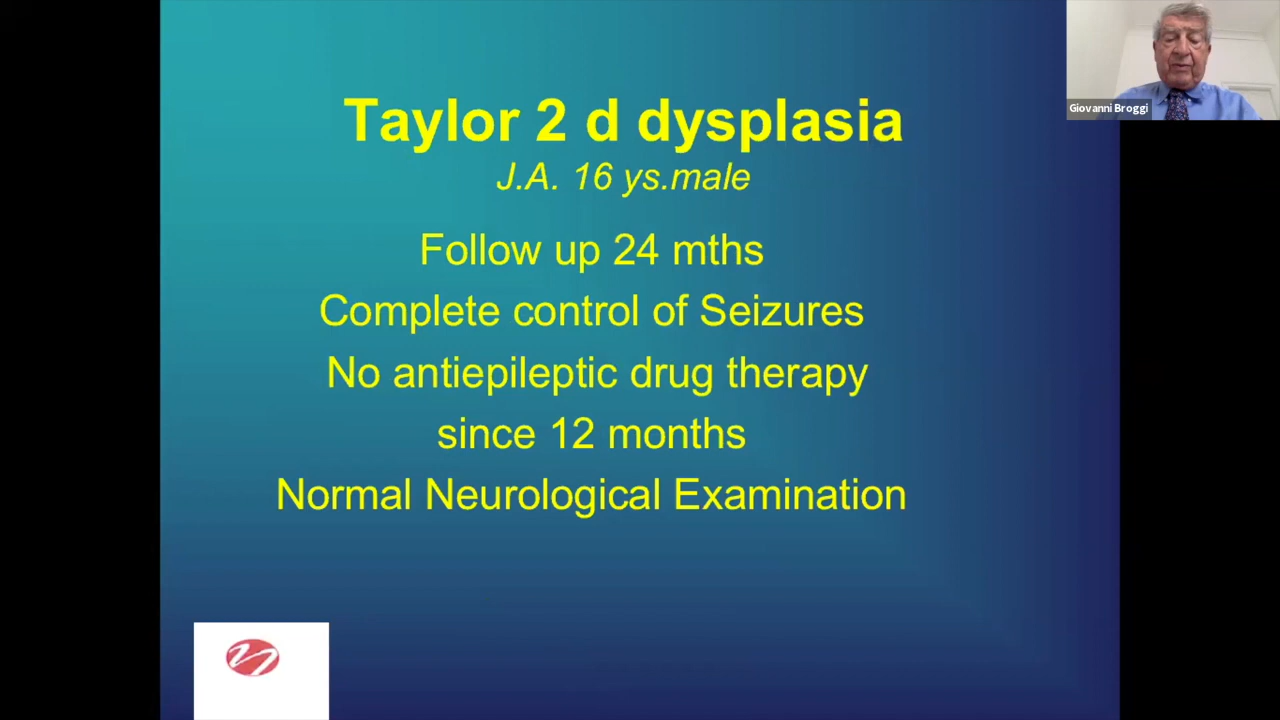 Giovanni Broggi
Taylor 2 d dysplasia
J.A. 16 ys.male
Follow up 24 mths
Complete control of Seizures
No antiepileptic drug therapy
since 12 months
Normal Neurological Examination